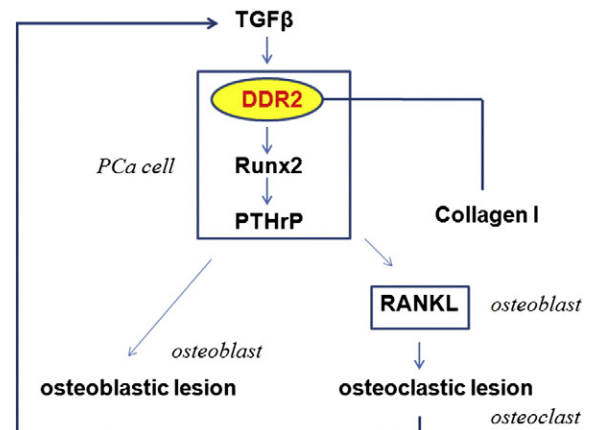 TGFβ
DDR2
PCa cell
Runx2
PTHrP
Collagen I
RANKL
osteoblast
osteoblast
osteoblastic lesion
osteoclastic lesion
osteoclast